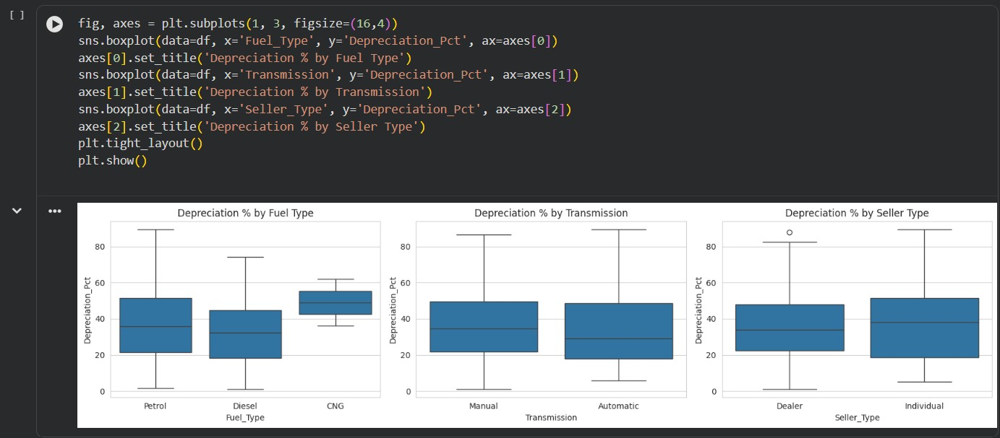 [ ]
fig, axes = plt.subplots(1, 3, figsize=(16,4))
sns.boxplot(data=df, x='Fuel_Type', y='Depreciation_Pct', ax=axes[0])
axes[0].set_title('Depreciation % by Fuel Type')
sns.boxplot(data=df, x='Transmission', y='Depreciation_Pct', ax=axes[1])
axes[1].set_title('Depreciation % by Transmission')
sns.boxplot(data=df, x='Seller_Type', y='Depreciation_Pct', ax=axes[2])
axes[2].set_title('Depreciation % by Seller Type')
plt.tight_layout()
plt.show()
Depreciation % by Fuel Type
Depreciation_Pct
80
60
40
20
0
Petrol Diesel CNG
Fuel_Type
Depreciation % by Transmission
Depreciation_Pct
80
60
40
20
0
Manual Automatic
Transmission
Depreciation % by Seller Type
Depreciation_Pct
80
60
40
20
0
Dealer Individual
Seller_Type